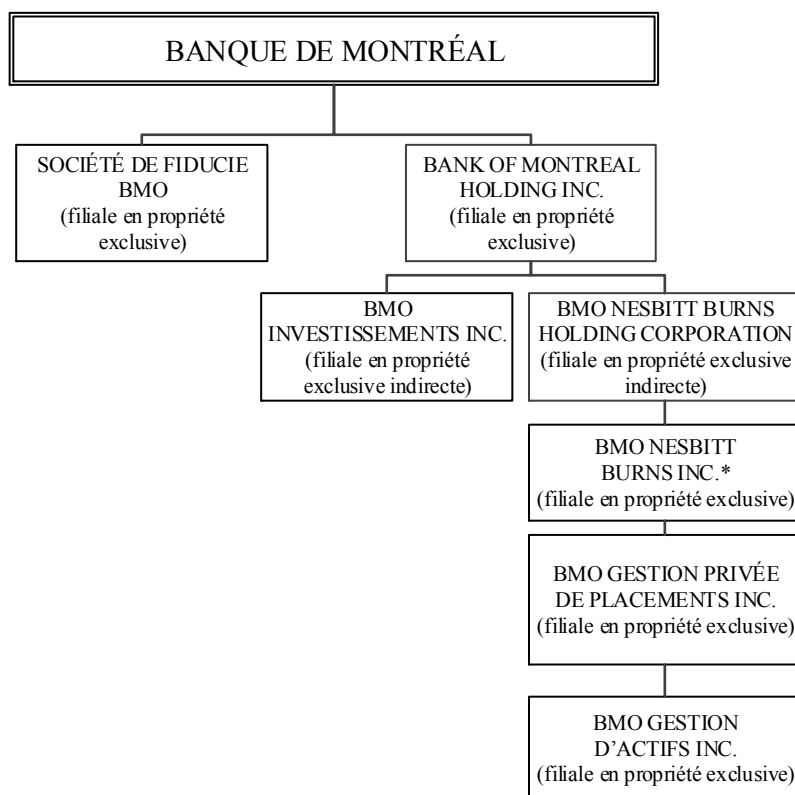 BANQUE DE MONTRÉAL
SOCIÉTÉ DE FIDUCIE
BMO
(filiale en propriété
exclusive)
BANK OF MONTREAL
HOLDING INC.
(filiale en propriété
exclusive)
BMO
INVESTISSEMENTS INC.
(filiale en propriété
exclusive indirecte)
BMO NESBITT BURNS
HOLDING CORPORATION
(filiale en propriété exclusive
indirecte)
BMO NESBITT
BURNS INC.*
(filiale en propriété exclusive)
BMO GESTION PRIVÉE
DE PLACEMENTS INC.
(filiale en propriété exclusive)
BMO GESTION
D’ACTIFS INC.
(filiale en propriété exclusive)